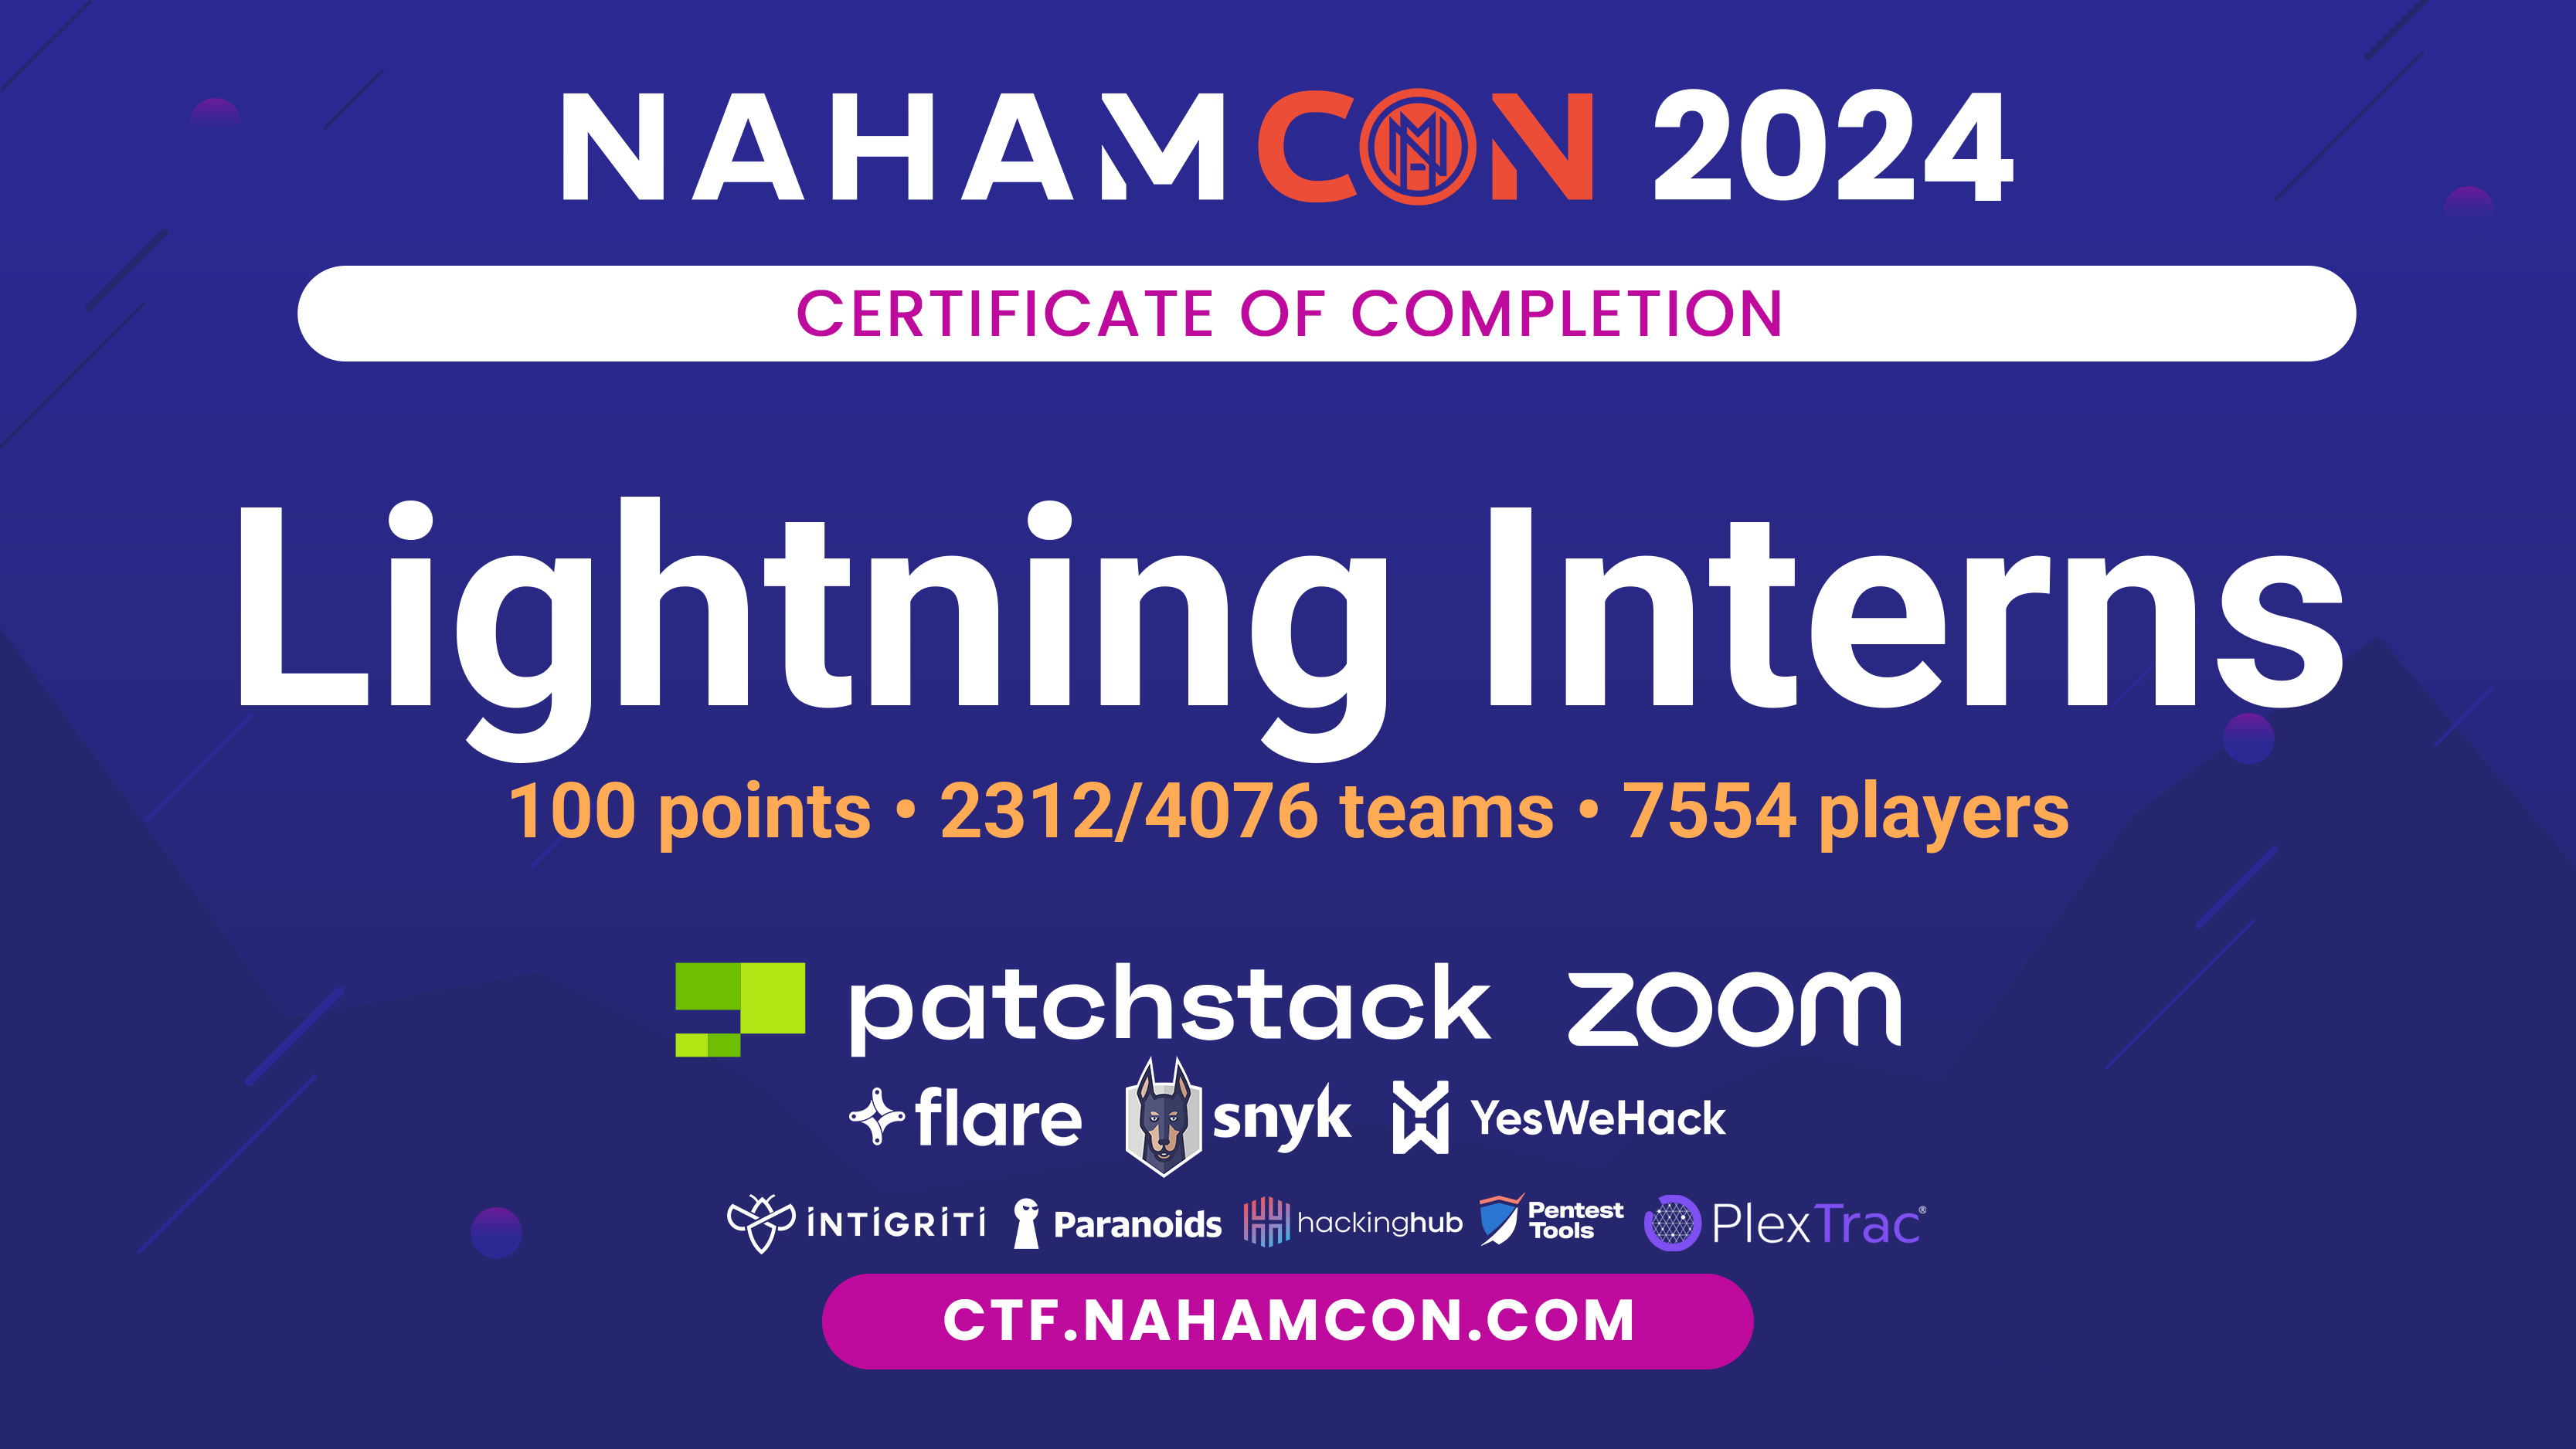 NAHAMCON 2024
CERTIFICATE OF COMPLETION
Lightning Interns
100 points • 2312/4076 teams • 7554 players
patchstack zoom
flare snyk YesWeHack
INTIGRITI Paranoids hackinghub Pentest Tools PlexTrac®
CTF.NAHAMCON.COM